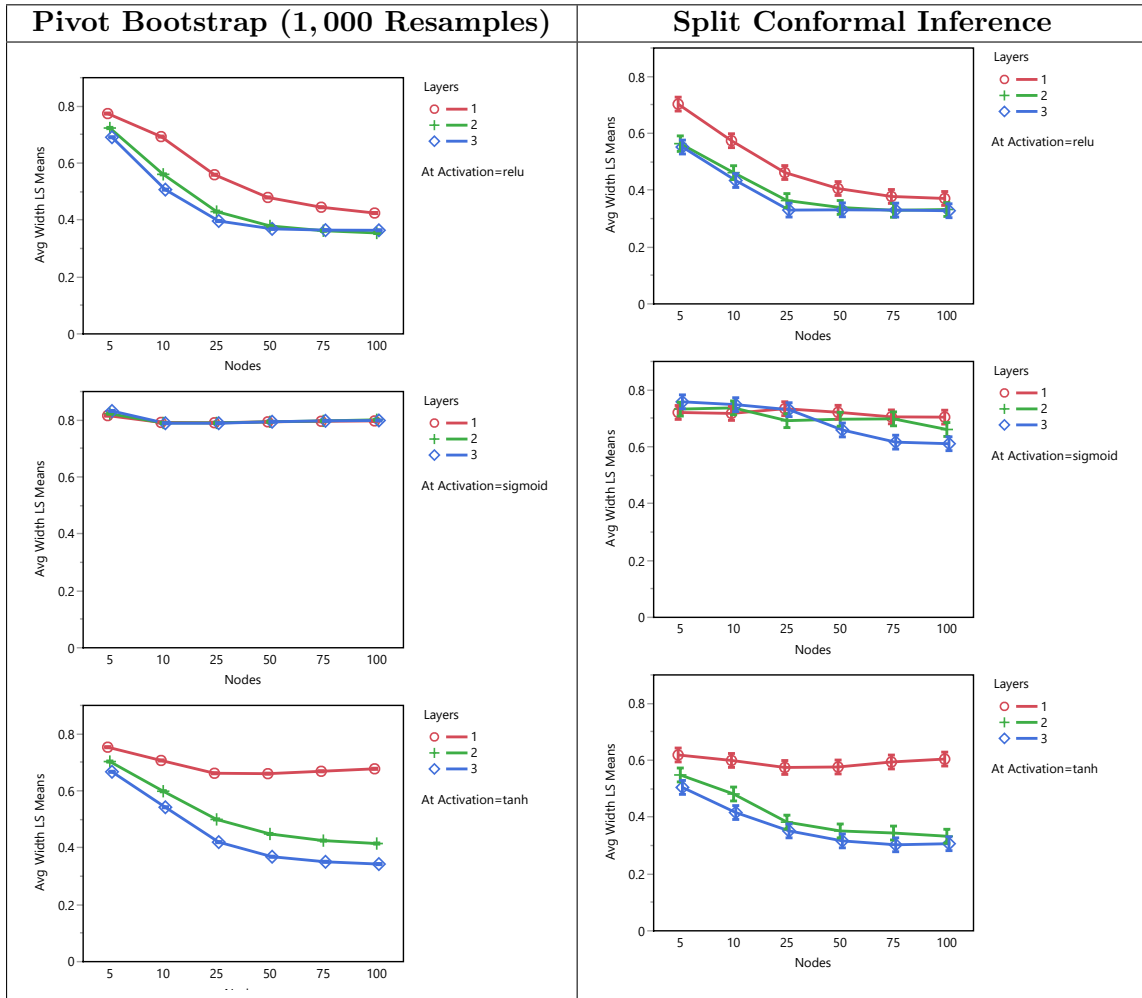 Pivot Bootstrap (1,000 Resamples)
Split Conformal Inference
Avg Width LS Means
0.8
0.6
0.4
0.2
0
5 10 25 50 75 100
Nodes
Layers
1
2
3
At Activation=relu
Avg Width LS Means
0.8
0.6
0.4
0.2
0
5 10 25 50 75 100
Nodes
Layers
1
2
3
At Activation=relu
Avg Width LS Means
0.8
0.6
0.4
0.2
0
5 10 25 50 75 100
Nodes
Layers
1
2
3
At Activation=sigmoid
Avg Width LS Means
0.8
0.6
0.4
0.2
0
5 10 25 50 75 100
Nodes
Layers
1
2
3
At Activation=sigmoid
Avg Width LS Means
0.8
0.6
0.4
0.2
0
5 10 25 50 75 100
Layers
1
2
3
At Activation=tanh
Avg Width LS Means
0.8
0.6
0.4
0.2
0
5 10 25 50 75 100
Nodes
Layers
1
2
3
At Activation=tanh